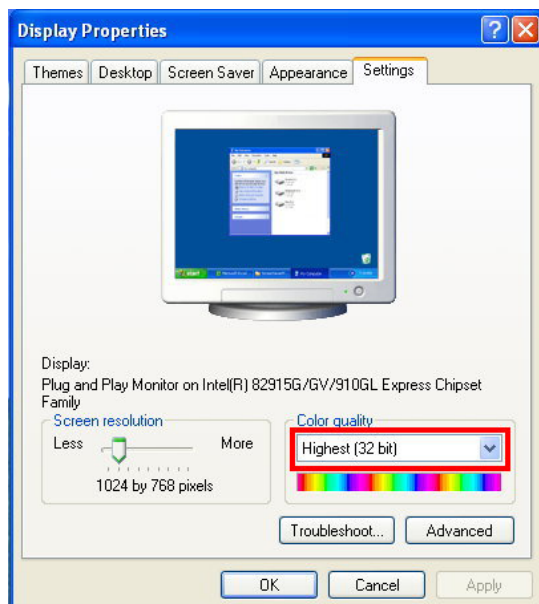 Display Properties
Themes Desktop Screen Saver Appearance Settings
Display:
Plug and Play Monitor on Intel(R) 82915G/GV/910GL Express Chipset
Family
Screen resolution
Less More
1024 by 768 pixels
Color quality
Highest (32 bit)
Troubleshoot... Advanced
OK Cancel Apply